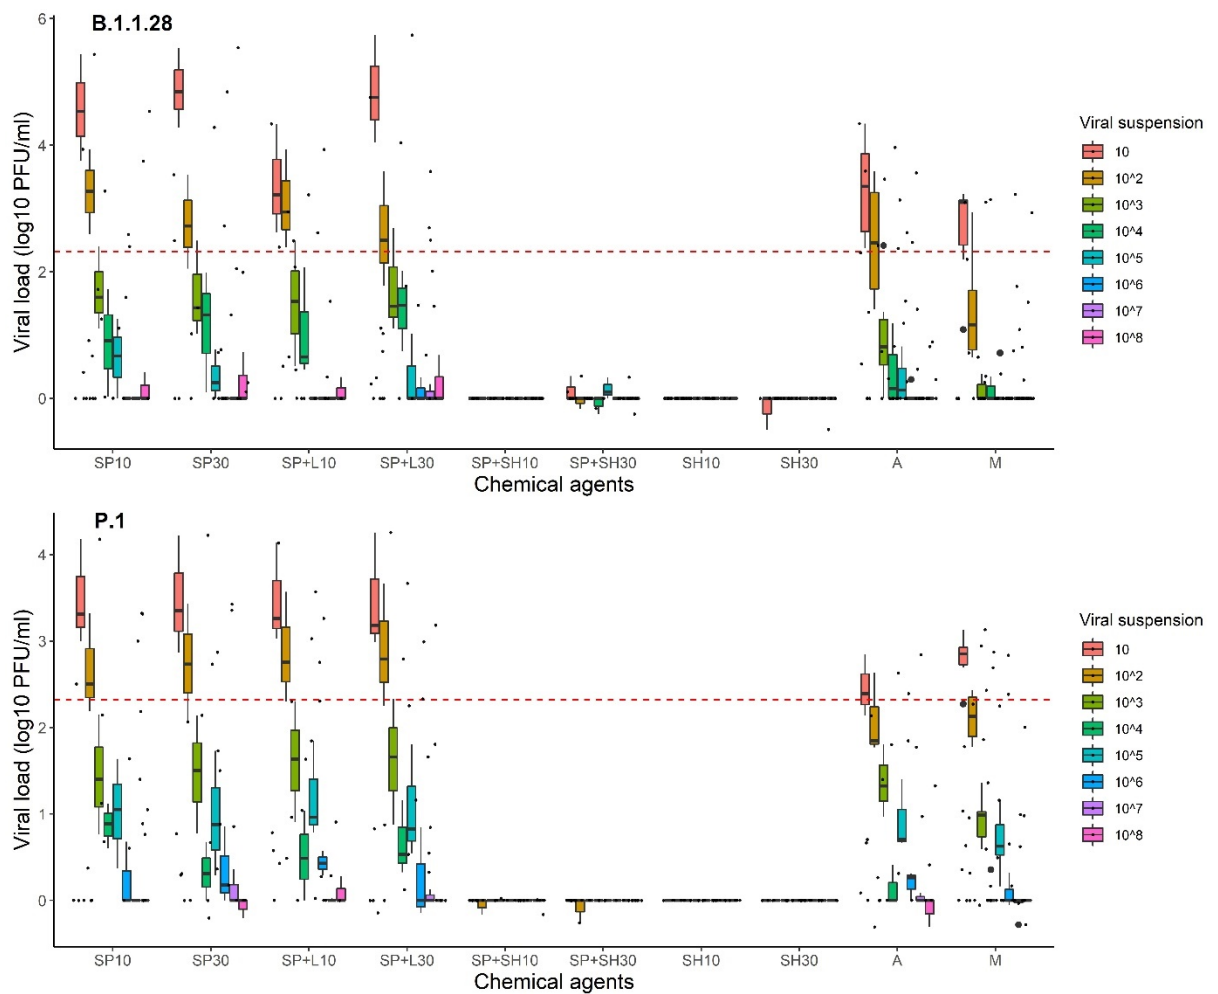 B.1.1.28
Viral load (log10 PFU/ml)
6
4
2
0
SP10 SP30 SP+L10 SP+L30 SP+SH10 SP+SH30 SH10 SH30 A M
Chemical agents
Viral suspension
10
10^2
10^3
10^4
10^5
10^6
10^7
10^8
P.1
Viral load (log10 PFU/ml)
4
3
2
1
0
SP10 SP30 SP+L10 SP+L30 SP+SH10 SP+SH30 SH10 SH30 A M
Chemical agents
Viral suspension
10
10^2
10^3
10^4
10^5
10^6
10^7
10^8